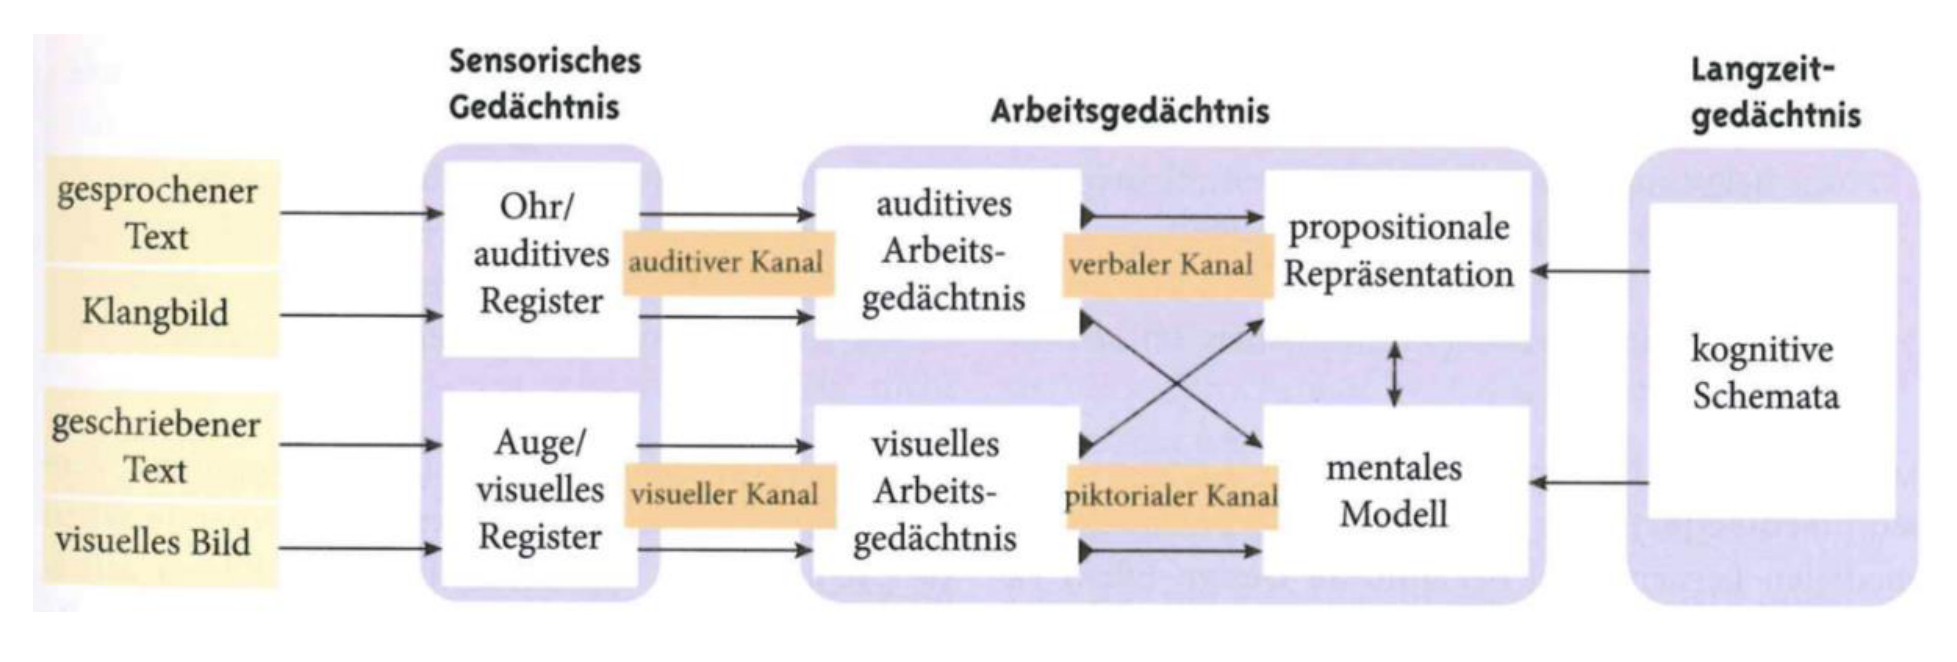 Sensorisches
Gedächtnis
Arbeitsgedächtnis
Langzeit-
gedächtnis
gesprochener
Text
Klangbild
geschriebener
Text
visuelles Bild
Ohr/
auditives
Register
Auge/
visuelles
Register
auditiver Kanal
visueller Kanal
auditives
Arbeits-
gedächtnis
visuelles
Arbeits-
gedächtnis
verbaler Kanal
piktorialer Kanal
propositionale
Repräsentation
mentales
Modell
kognitive
Schemata